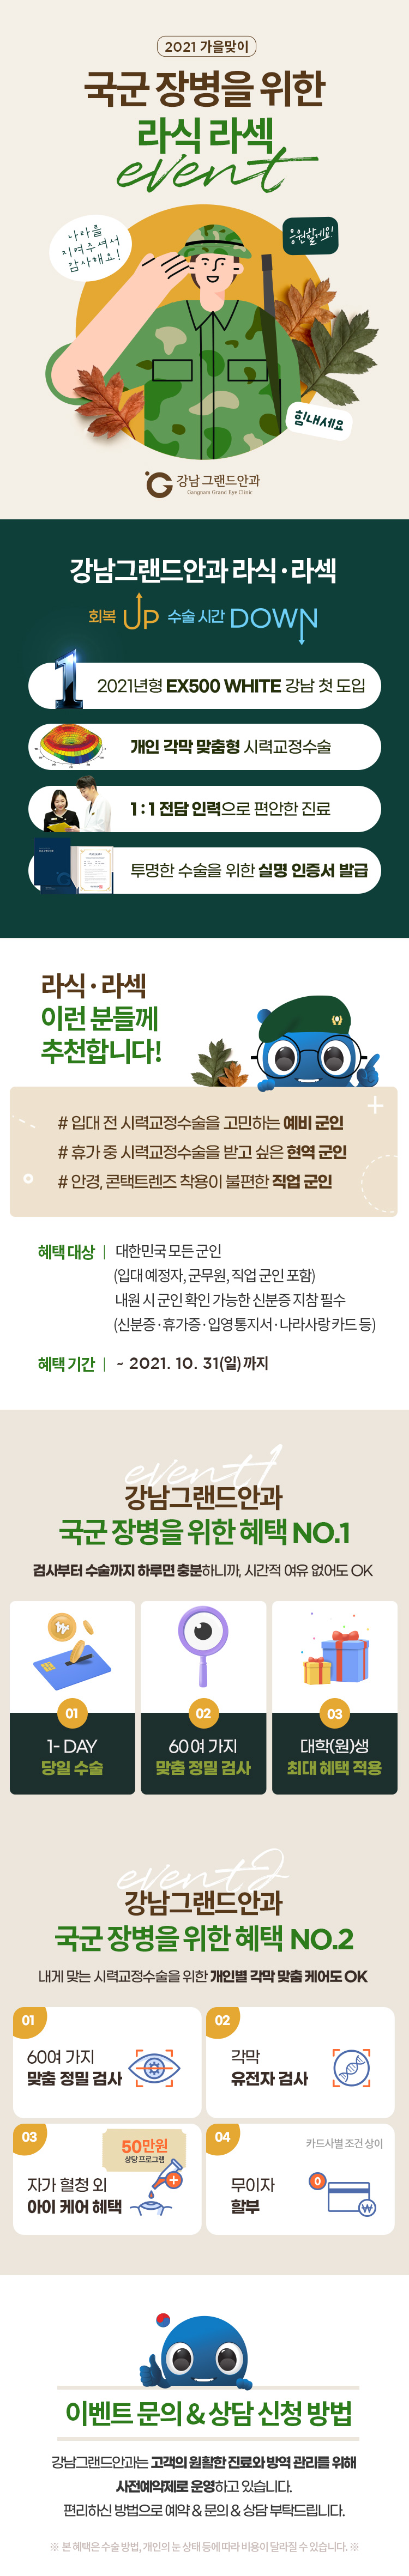 2021 가을맞이
국군 장병을 위한
라식 라섹
event
나라를
지켜주셔서
감사해요!
응원할게요!
힘내세요
강남 그랜드안과
Gangnam Grand Eye Clinic
강남그랜드안과 라식·라섹
회복 UP 수술 시간 DOWN
1 2021년형 EX500 WHITE 강남 첫 도입
개인 각막 맞춤형 시력교정수술
1:1 전담 인력으로 편안한 진료
투명한 수술을 위한 실명 인증서 발급
라식·라섹
이런 분들께
추천합니다!
# 입대 전 시력교정수술을 고민하는 예비 군인
# 휴가 중 시력교정수술을 받고 싶은 현역 군인
# 안경, 콘택트렌즈 착용이 불편한 직업 군인
혜택 대상 | 대한민국 모든 군인
(입대 예정자, 군무원, 직업 군인 포함)
내원 시 군인 확인 가능한 신분증 지참 필수
(신분증·휴가증·입영통지서·나라사랑카드 등)
혜택 기간 | ~ 2021. 10. 31(일)까지
event1
강남그랜드안과
국군 장병을 위한 혜택 NO.1
검사부터 수술까지 하루면 충분하니까, 시간적 여유 없어도 OK
01
1- DAY
당일 수술
02
60여 가지
맞춤 정밀 검사
03
대학(원)생
최대 혜택 적용
event2
강남그랜드안과
국군 장병을 위한 혜택 NO.2
내게 맞는 시력교정수술을 위한 개인별 각막 맞춤 케어도 OK
01
60여 가지
맞춤 정밀 검사
02
각막
유전자 검사
03
50만원
상당 프로그램
자가 혈청 외
아이 케어 혜택
04
카드사별 조건 상이
무이자
할부
0
₩
이벤트 문의 & 상담 신청 방법
강남그랜드안과는 고객의 원활한 진료와 방역 관리를 위해
사전예약제로 운영하고 있습니다.
편리하신 방법으로 예약 & 문의 & 상담 부탁드립니다.
※ 본 혜택은 수술 방법, 개인의 눈 상태 등에 따라 비용이 달라질 수 있습니다. ※